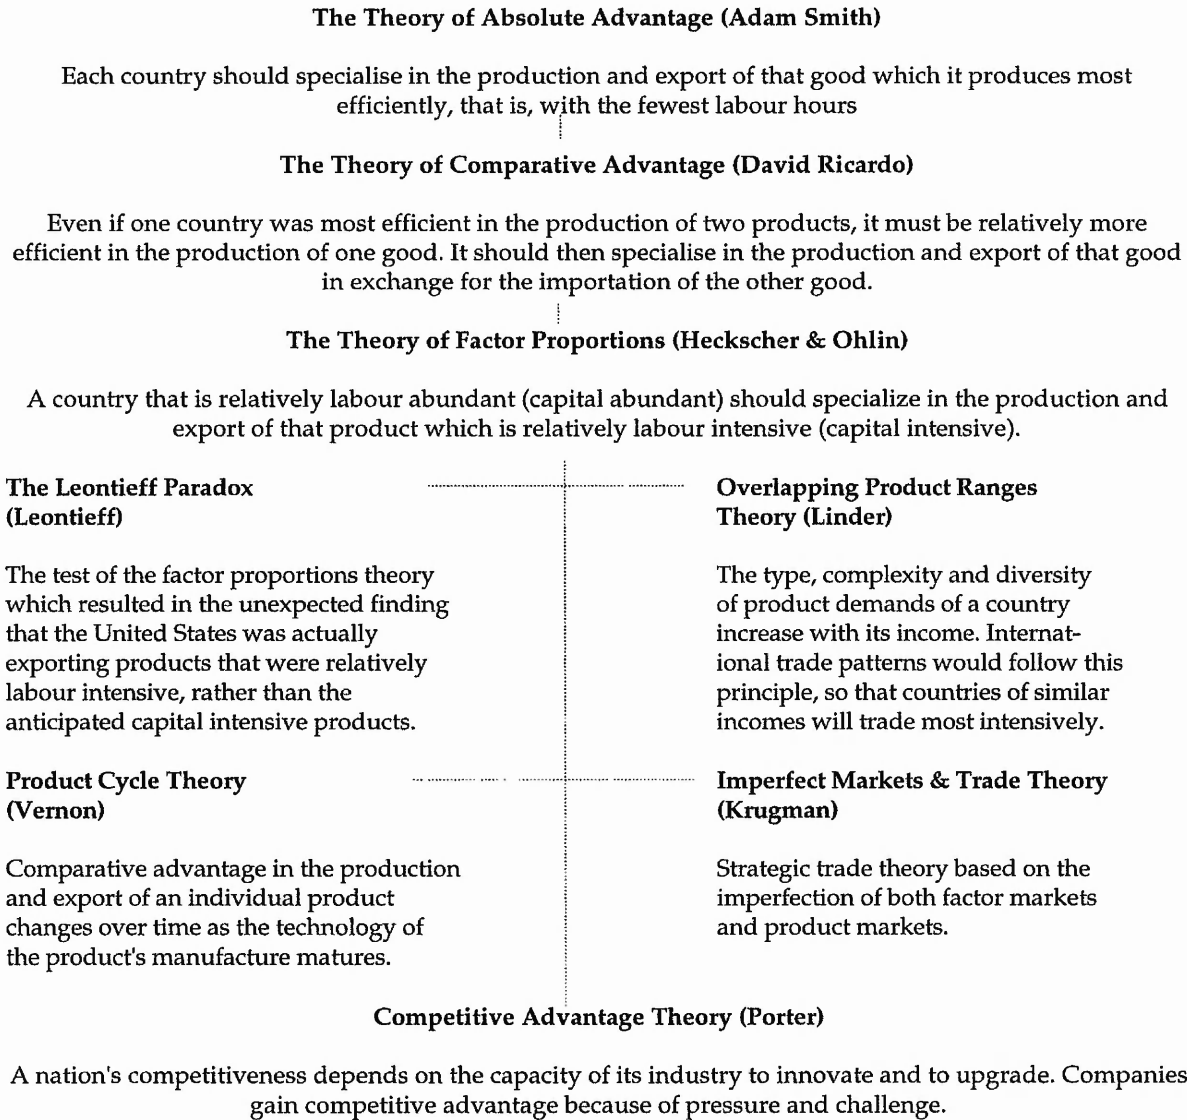 The Theory of Absolute Advantage (Adam Smith)
Each country should specialise in the production and export of that good which it produces most
efficiently, that is, with the fewest labour hours
The Theory of Comparative Advantage (David Ricardo)
Even if one country was most efficient in the production of two products, it must be relatively more
efficient in the production of one good. It should then specialise in the production and export of that good
in exchange for the importation of the other good.
The Theory of Factor Proportions (Heckscher & Ohlin)
A country that is relatively labour abundant (capital abundant) should specialize in the production and
export of that product which is relatively labour intensive (capital intensive).
The Leontieff Paradox
(Leontieff)
The test of the factor proportions theory
which resulted in the unexpected finding
that the United States was actually
exporting products that were relatively
labour intensive, rather than the
anticipated capital intensive products.
Overlapping Product Ranges
Theory (Linder)
The type, complexity and diversity
of product demands of a country
increase with its income. Internat-
ional trade patterns would follow this
principle, so that countries of similar
incomes will trade most intensively.
Product Cycle Theory
(Vernon)
Comparative advantage in the production
and export of an individual product
changes over time as the technology of
the product's manufacture matures.
Imperfect Markets & Trade Theory
(Krugman)
Strategic trade theory based on the
imperfection of both factor markets
and product markets.
Competitive Advantage Theory (Porter)
A nation's competitiveness depends on the capacity of its industry to innovate and to upgrade. Companies
gain competitive advantage because of pressure and challenge.